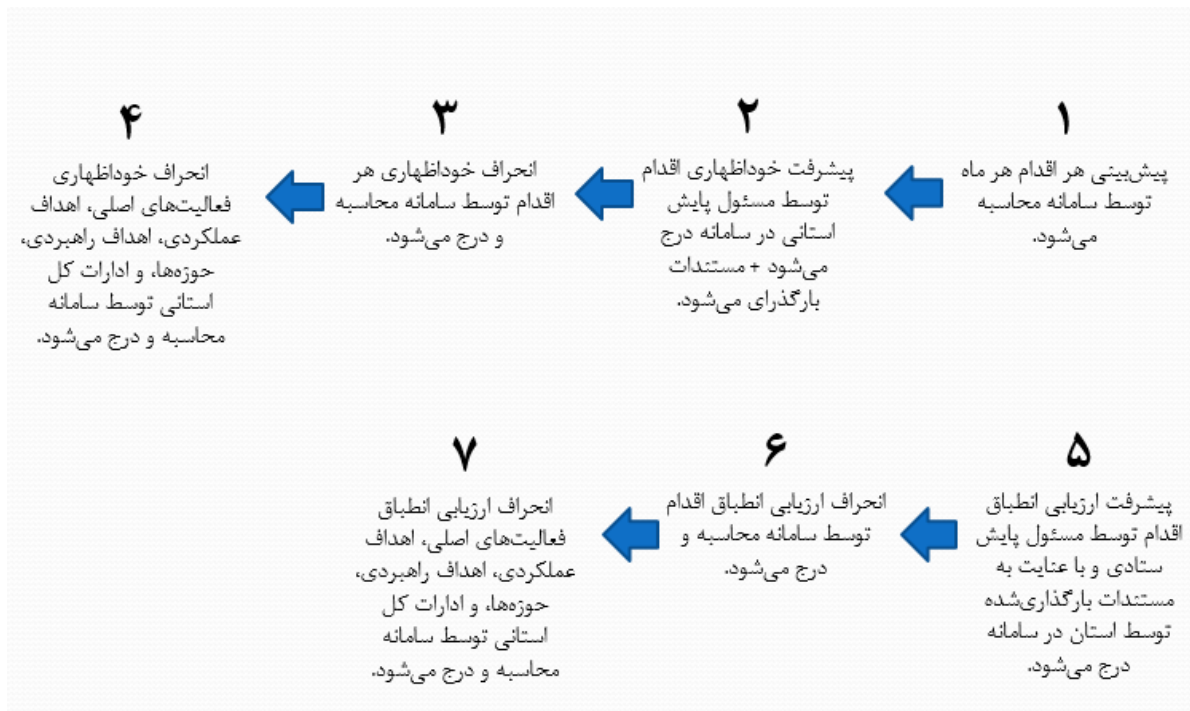 ۱
پیش‌بینی هر اقدام هر ماه
توسط سامانه محاسبه
می‌شود.
۲
پیشرفت خوداظهاری اقدام
توسط مسئول پایش
استانی در سامانه درج
می‌شود + مستندات
بارگذرای می‌شود.
۳
انحراف خوداظهاری هر
اقدام توسط سامانه محاسبه
و درج می‌شود.
۴
انحراف خوداظهاری
فعالیت‌های اصلی، اهداف
عملکردی، اهداف راهبردی،
حوزه‌ها، و ادارات کل
استانی توسط سامانه
محاسبه و درج می‌شود.
۵
پیشرفت ارزیابی انطباق
اقدام توسط مسئول پایش
ستادی و با عنایت به
مستندات بارگذاری‌شده
توسط استان در سامانه
درج می‌شود.
۶
انحراف ارزیابی انطباق اقدام
توسط سامانه محاسبه و
درج می‌شود.
۷
انحراف ارزیابی انطباق
فعالیت‌های اصلی، اهداف
عملکردی، اهداف راهبردی،
حوزه‌ها، و ادارات کل
استانی توسط سامانه
محاسبه و درج می‌شود.